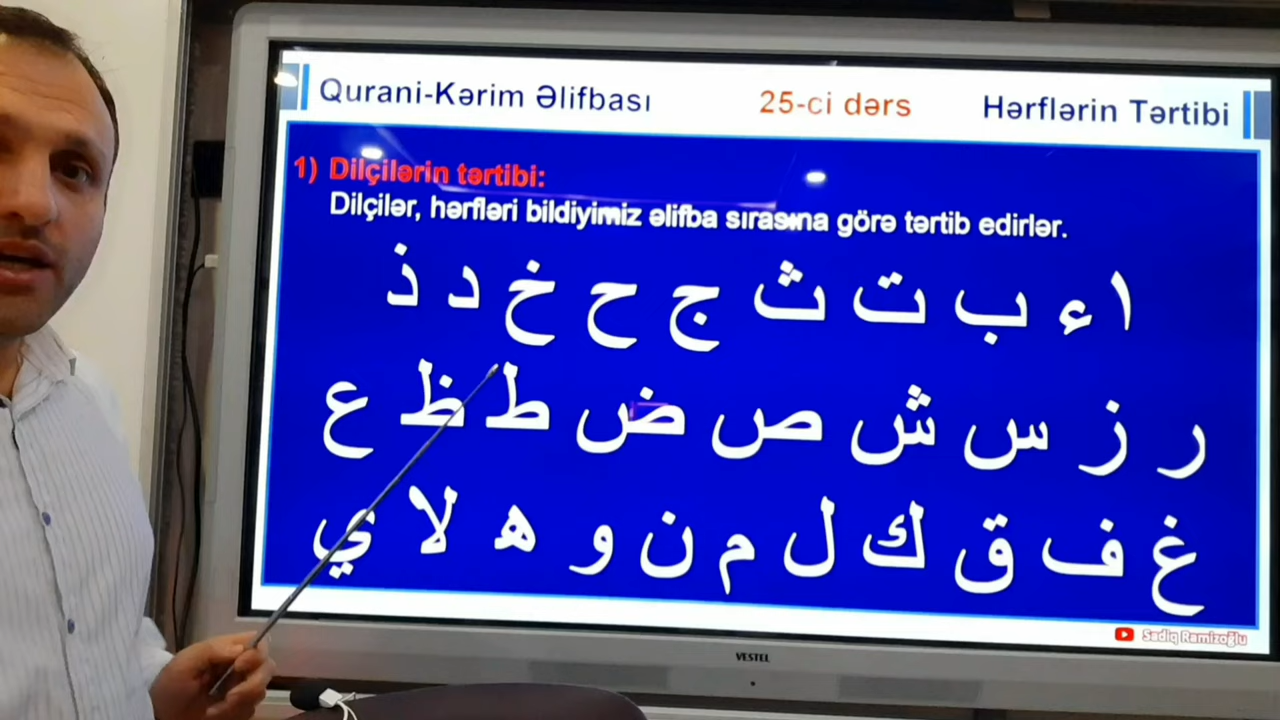 Qurani-Kərim Əlifbası 25-ci dərs Hərflərin Tərtibi
1) Dilçilərin tərtibi:
Dilçilər, hərfləri bildiyimiz əlifba sırasına görə tərtib edirlər.
ا ء ب ت ث ج ح خ د ذ
ر ز س ش ص ض ط ظ ع
غ ف ق ك ل م ن و ه لا ي
Sadiq Ramizoğlu
VESTEL